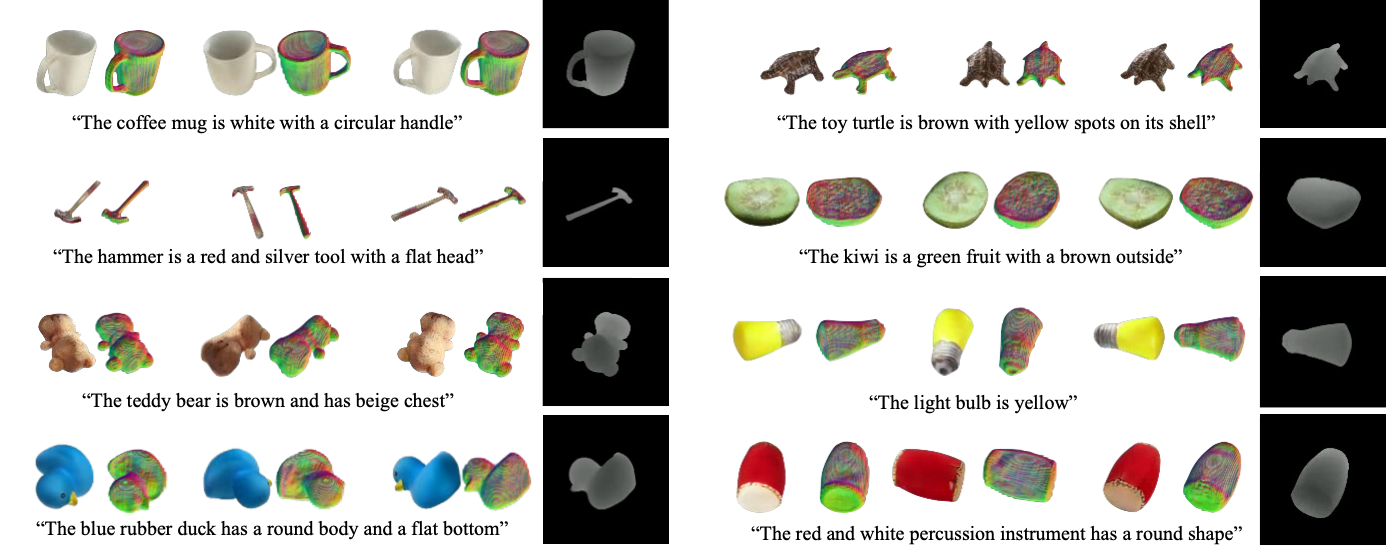 “The coffee mug is white with a circular handle”
“The toy turtle is brown with yellow spots on its shell”
“The hammer is a red and silver tool with a flat head”
“The kiwi is a green fruit with a brown outside”
“The teddy bear is brown and has beige chest”
“The light bulb is yellow”
“The blue rubber duck has a round body and a flat bottom”
“The red and white percussion instrument has a round shape”